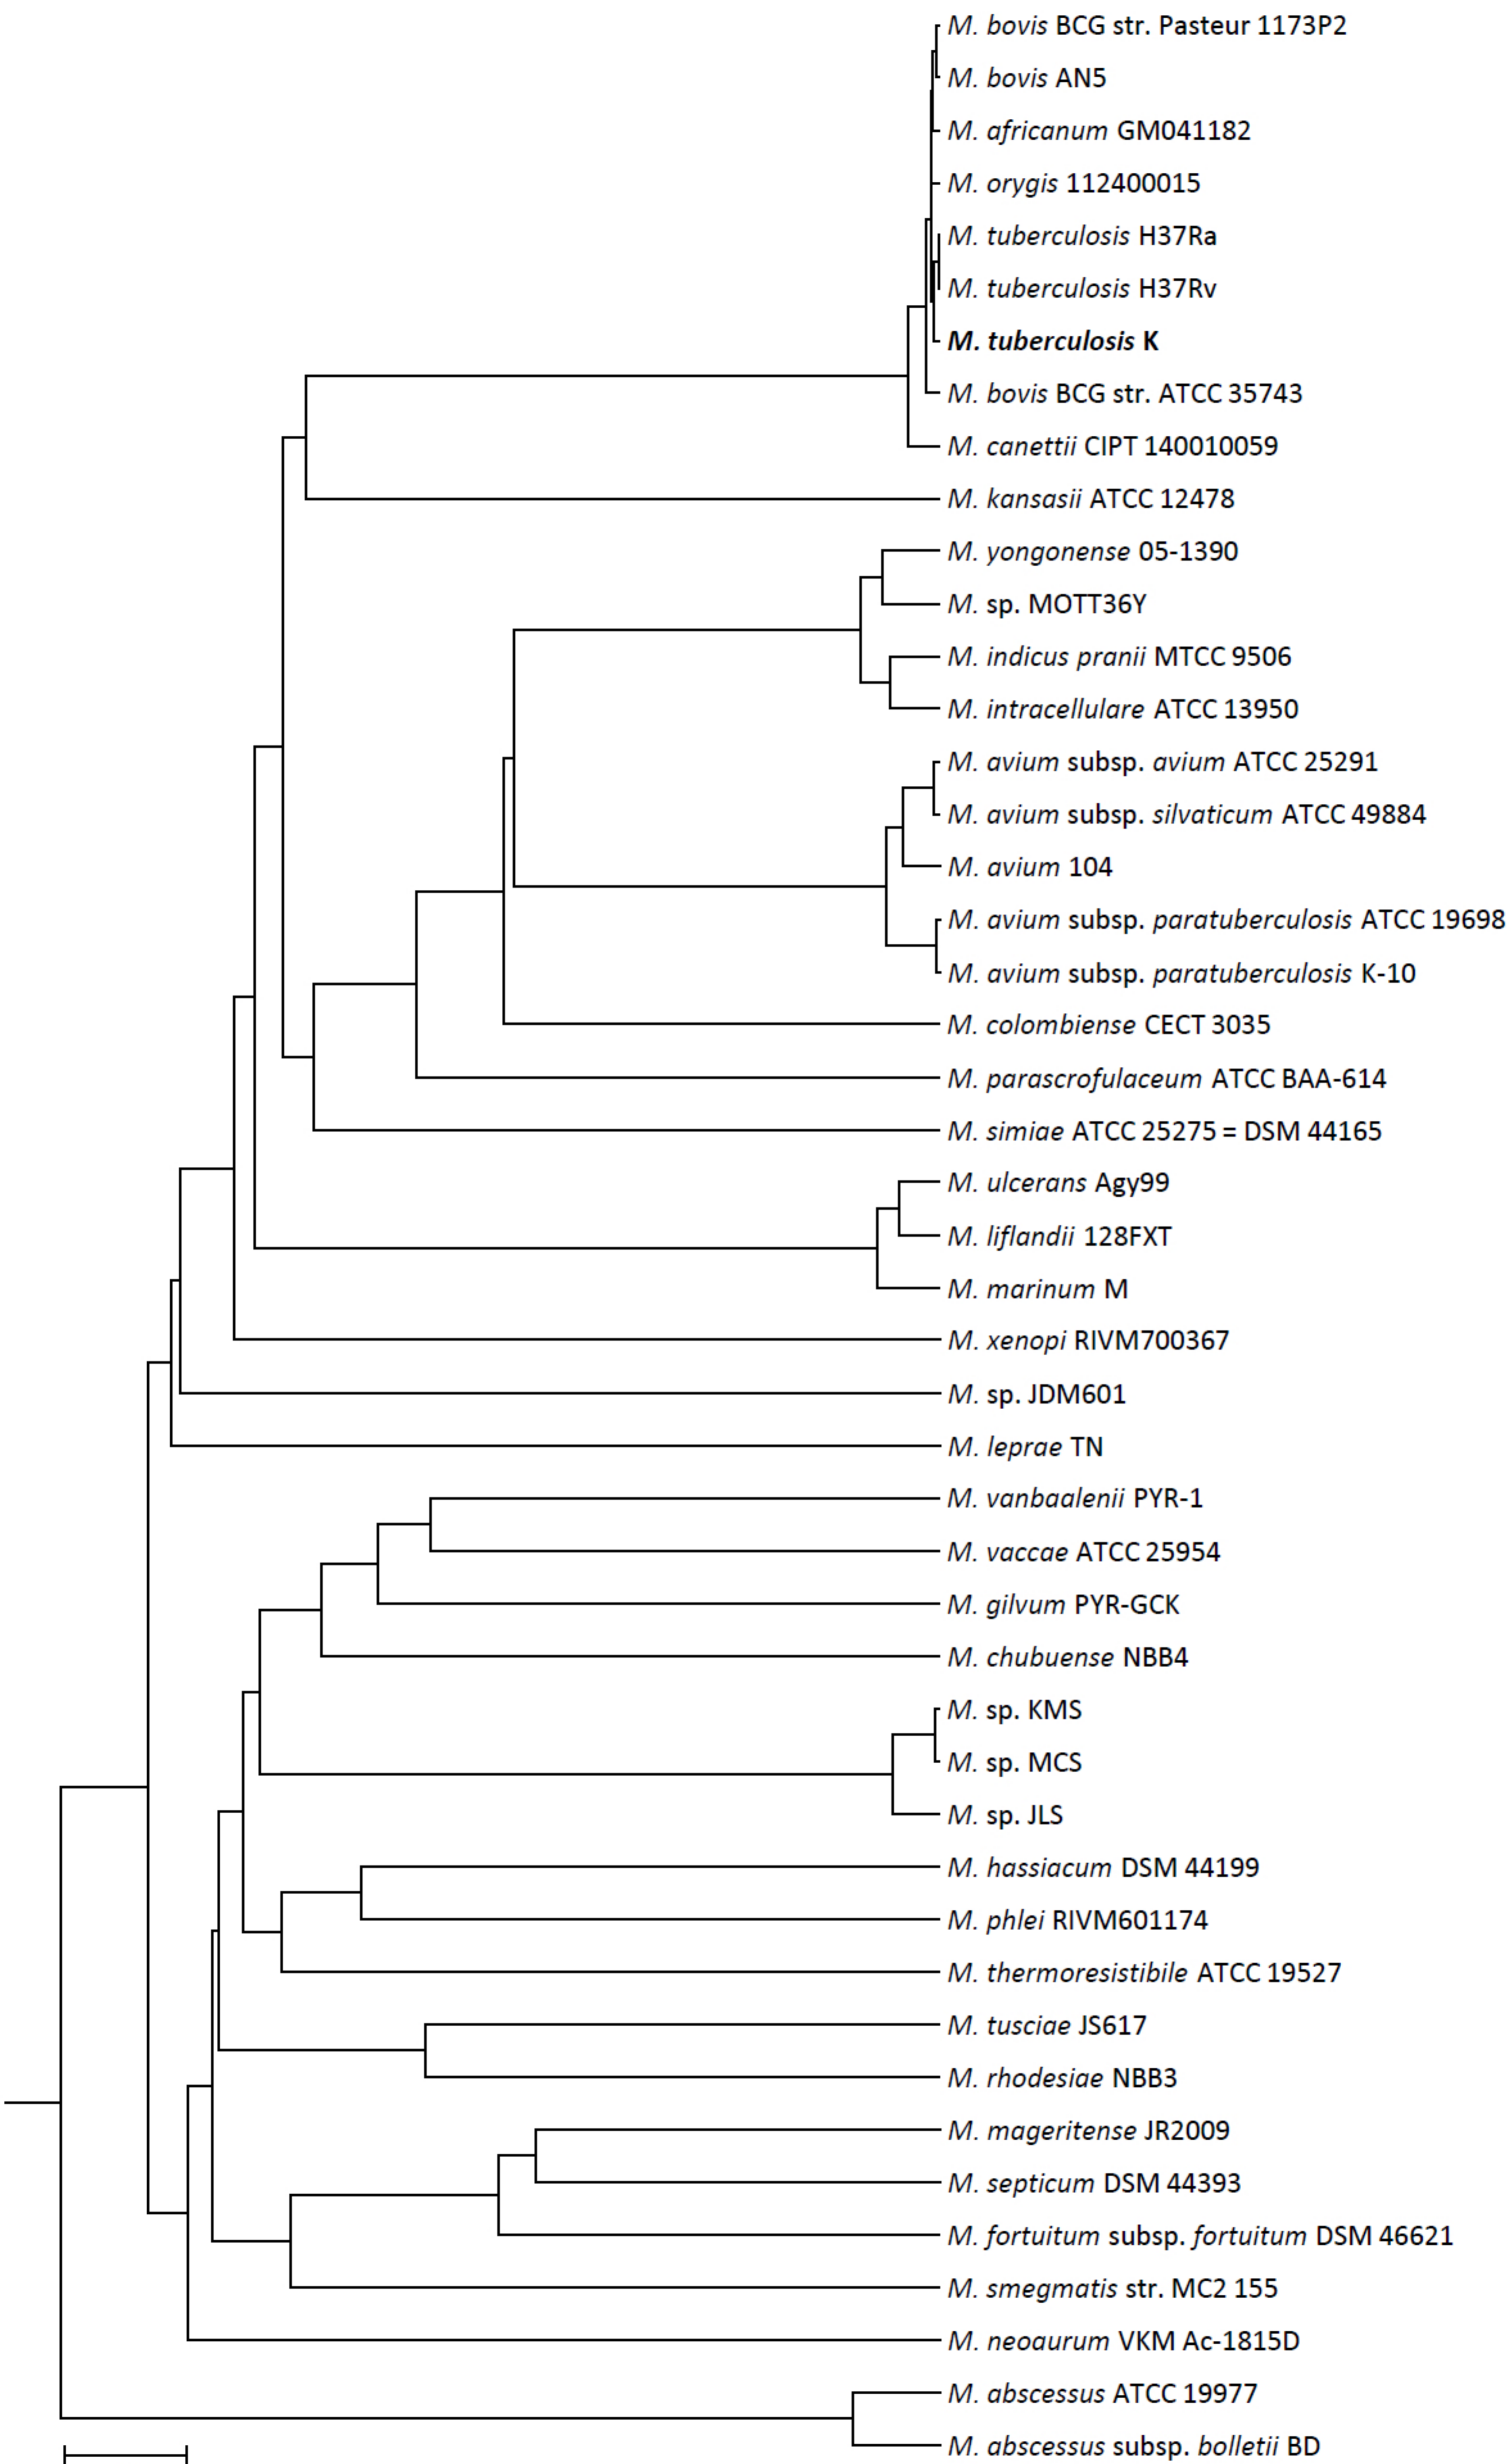 M. bovis BCG str. Pasteur 1173P2
M. bovis AN5
M. africanum GM041182
M. orygis 112400015
M. tuberculosis H37Ra
M. tuberculosis H37Rv
M. tuberculosis K
M. bovis BCG str. ATCC 35743
M. canettii CIPT 140010059
M. kansasii ATCC 12478
M. yongonense 05-1390
M. sp. MOTT36Y
M. indicus pranii MTCC 9506
M. intracellulare ATCC 13950
M. avium subsp. avium ATCC 25291
M. avium subsp. silvaticum ATCC 49884
M. avium 104
M. avium subsp. paratuberculosis ATCC 19698
M. avium subsp. paratuberculosis K-10
M. colombiense CECT 3035
M. parascrofulaceum ATCC BAA-614
M. simiae ATCC 25275 = DSM 44165
M. ulcerans Agy99
M. liflandii 128FXT
M. marinum M
M. xenopi RIVM700367
M. sp. JDM601
M. leprae TN
M. vanbaalenii PYR-1
M. vaccae ATCC 25954
M. gilvum PYR-GCK
M. chubuense NBB4
M. sp. KMS
M. sp. MCS
M. sp. JLS
M. hassiacum DSM 44199
M. phlei RIVM601174
M. thermoresistibile ATCC 19527
M. tusciae JS617
M. rhodesiae NBB3
M. mageritense JR2009
M. septicum DSM 44393
M. fortuitum subsp. fortuitum DSM 46621
M. smegmatis str. MC2 155
M. neoaurum VKM Ac-1815D
M. abscessus ATCC 19977
M. abscessus subsp. bolletii BD